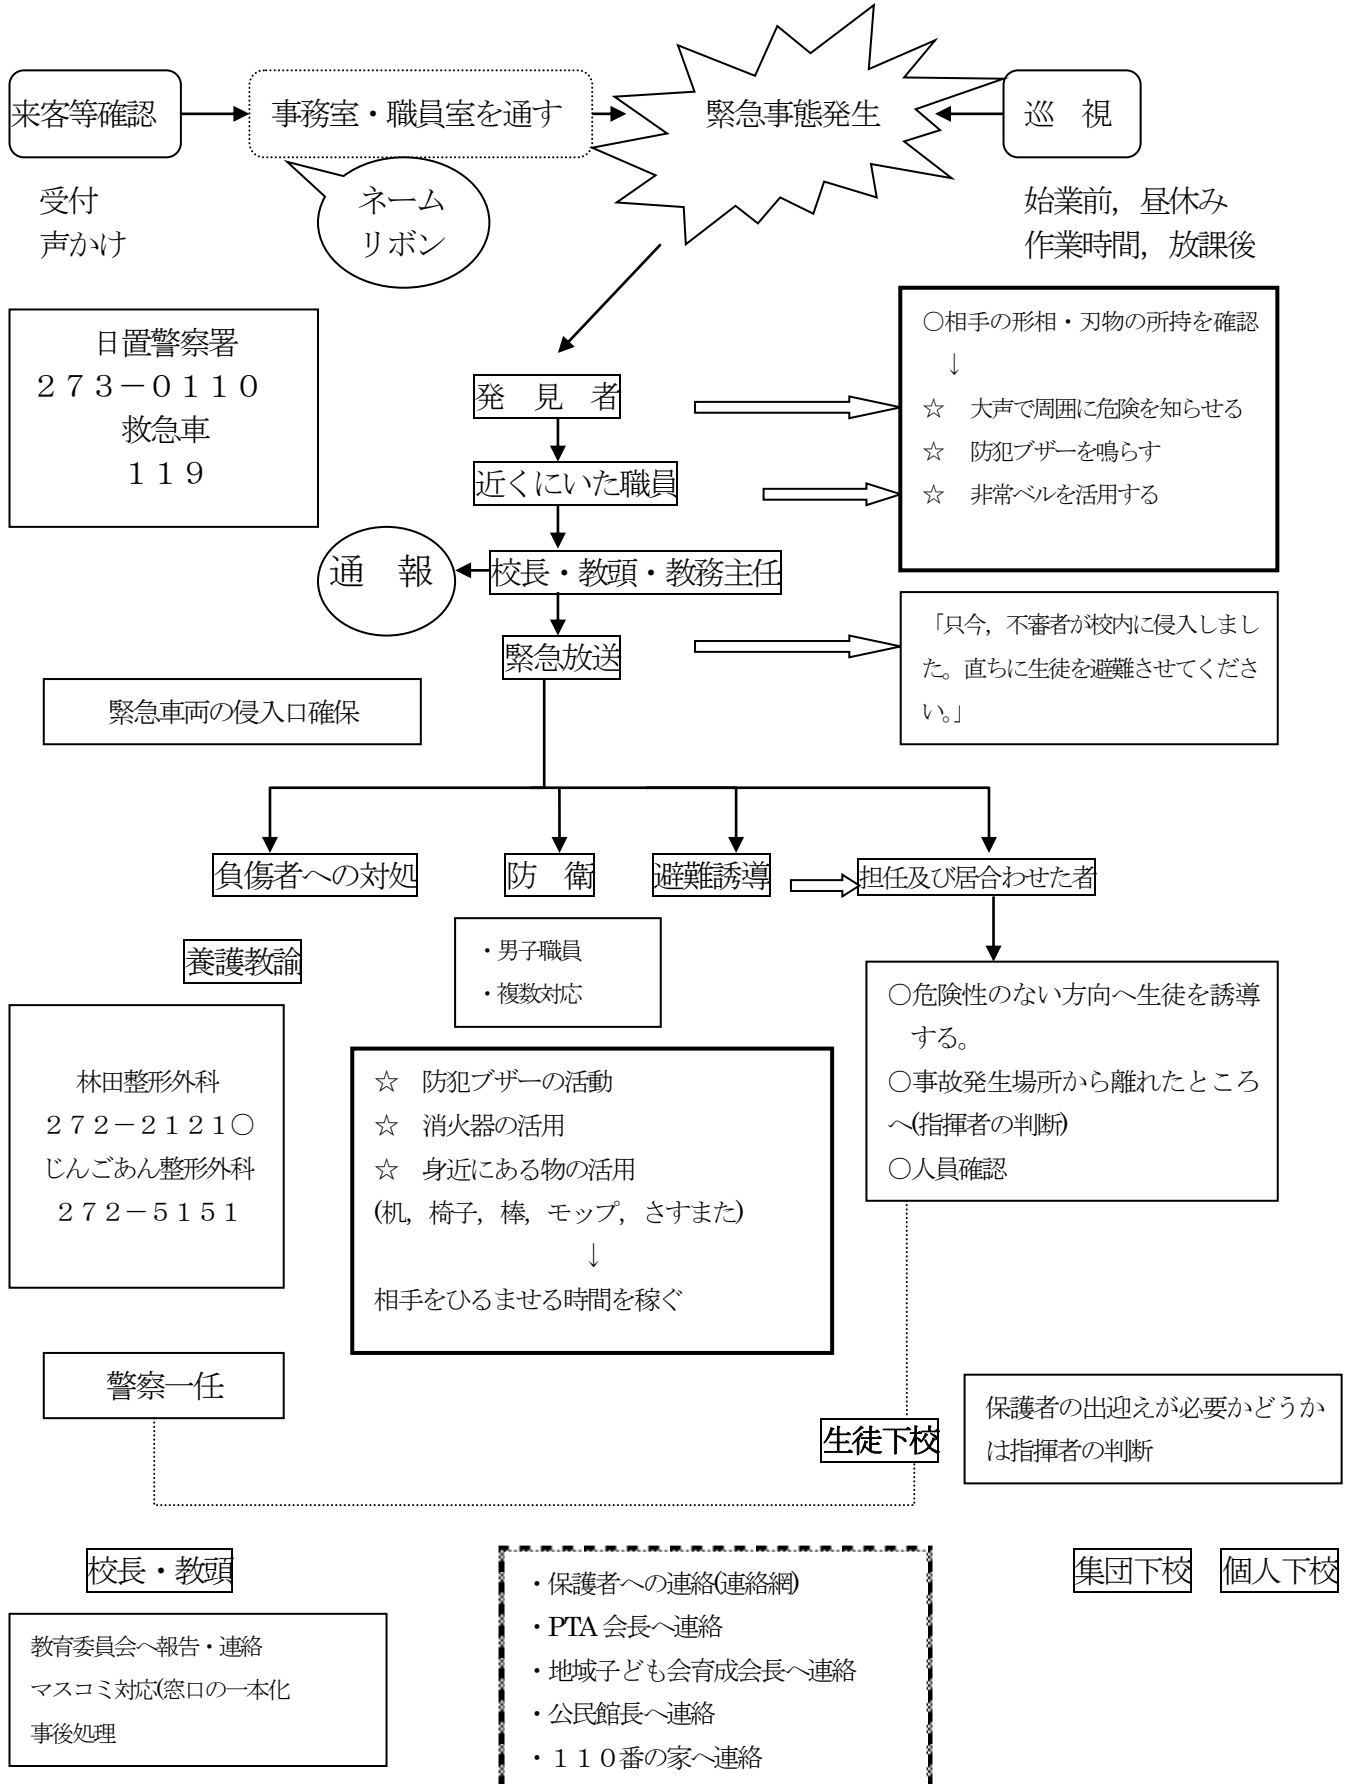 来客等確認
事務室・職員室を通す
緊急事態発生
巡　視
受付
声かけ
ネーム
リボン
始業前，昼休み
作業時間，放課後
日置警察署
２７３－０１１０
救急車
１１９
○相手の形相・刃物の所持を確認
↓
☆　大声で周囲に危険を知らせる
☆　防犯ブザーを鳴らす
☆　非常ベルを活用する
発　見　者
近くにいた職員
通　報
校長・教頭・教務主任
緊急放送
「只今，不審者が校内に侵入しまし
た。直ちに生徒を避難させてくださ
い。」
緊急車両の侵入口確保
負傷者への対処
防　衛
避難誘導
担任及び居合わせた者
養護教諭
・男子職員
・複数対応
○危険性のない方向へ生徒を誘導
する。
○事故発生場所から離れたところ
へ(指揮者の判断)
○人員確認
林田整形外科
２７２－２１２１○
じんごあん整形外科
２７２－５１５１
☆　防犯ブザーの活動
☆　消火器の活用
☆　身近にある物の活用
(机，椅子，棒，モップ，さすまた)
↓
相手をひるませる時間を稼ぐ
警察一任
生徒下校
保護者の出迎えが必要かどうか
は指揮者の判断
校長・教頭
教育委員会へ報告・連絡
マスコミ対応(窓口の一本化
事後処理
・保護者への連絡(連絡網)
・PTA 会長へ連絡
・地域子ども会育成会長へ連絡
・公民館長へ連絡
・１１０番の家へ連絡
集団下校
個人下校